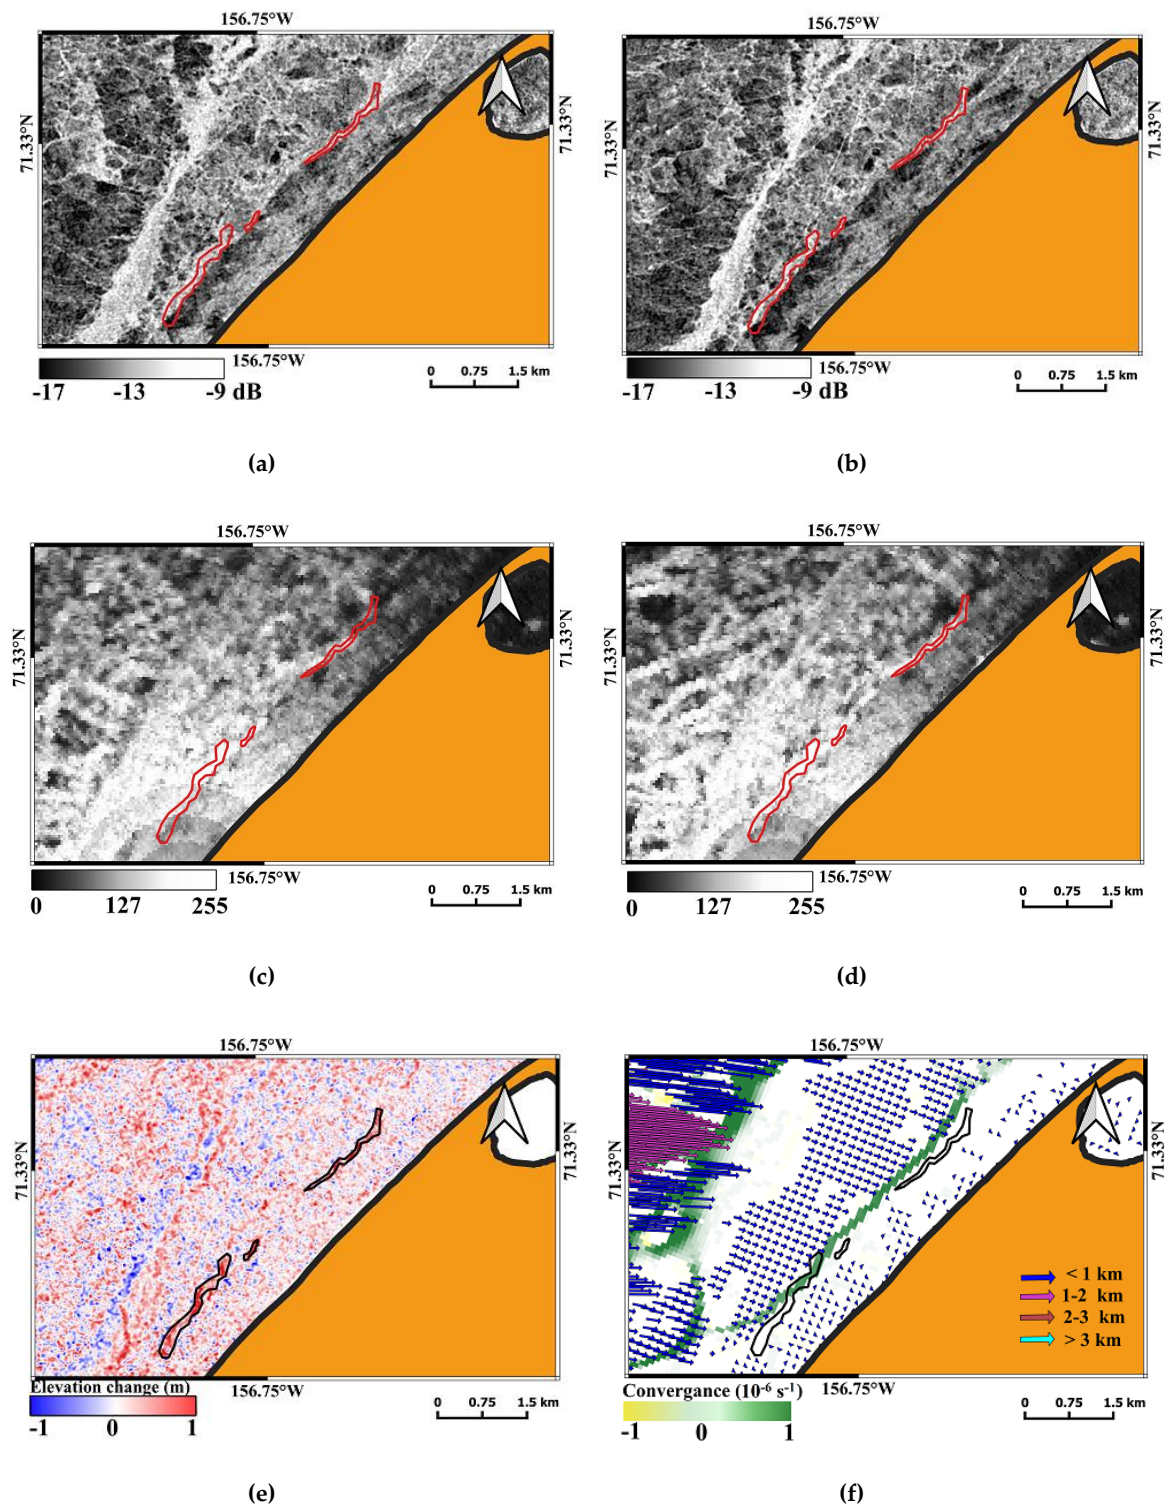 156.75°W
156.75°W
71.33°N
71.33°N
71.33°N
71.33°N
156.75°W
156.75°W
-17 -13 -9 dB
0 0.75 1.5 km
-17 -13 -9 dB
0 0.75 1.5 km
(a)
(b)
156.75°W
156.75°W
71.33°N
71.33°N
71.33°N
71.33°N
156.75°W
156.75°W
0 127 255
0 0.75 1.5 km
0 127 255
0 0.75 1.5 km
(c)
(d)
156.75°W
156.75°W
71.33°N
71.33°N
71.33°N
71.33°N
< 1 km
1-2 km
2-3 km
> 3 km
Elevation change (m)
156.75°W
Convergance (10⁻⁶ s⁻¹)
156.75°W
-1 0 1
0 0.75 1.5 km
-1 0 1
0 0.75 1.5 km
(e)
(f)